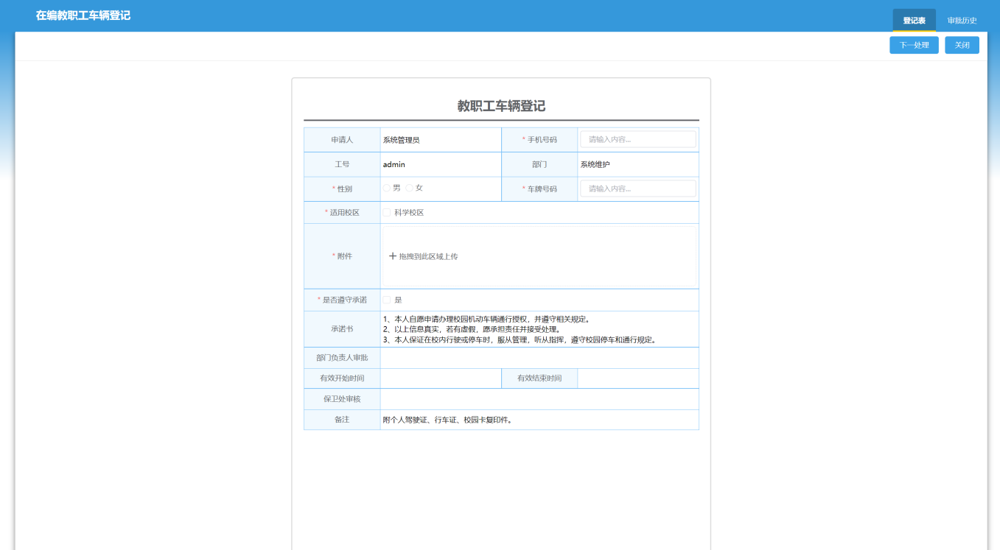 在编教职工车辆登记
登记表 审批历史
下一处理 关闭
教职工车辆登记
申请人 系统管理员 * 手机号码 请输入内容...
工号 admin 部门 系统维护
* 性别 男 女 * 车牌号码 请输入内容...
* 适用校区 科学校区
* 附件 + 拖拽到此区域上传
* 是否遵守承诺 是
承诺书
1、本人自愿申请办理校园机动车辆通行授权，并遵守相关规定。
2、以上信息真实，若有虚假，愿承担责任并接受处理。
3、本人保证在校内行驶或停车时，服从管理，听从指挥，遵守校园停车和通行规定。
部门负责人审批
有效开始时间 有效结束时间
保卫处审核
备注 附个人驾驶证、行车证、校园卡复印件。